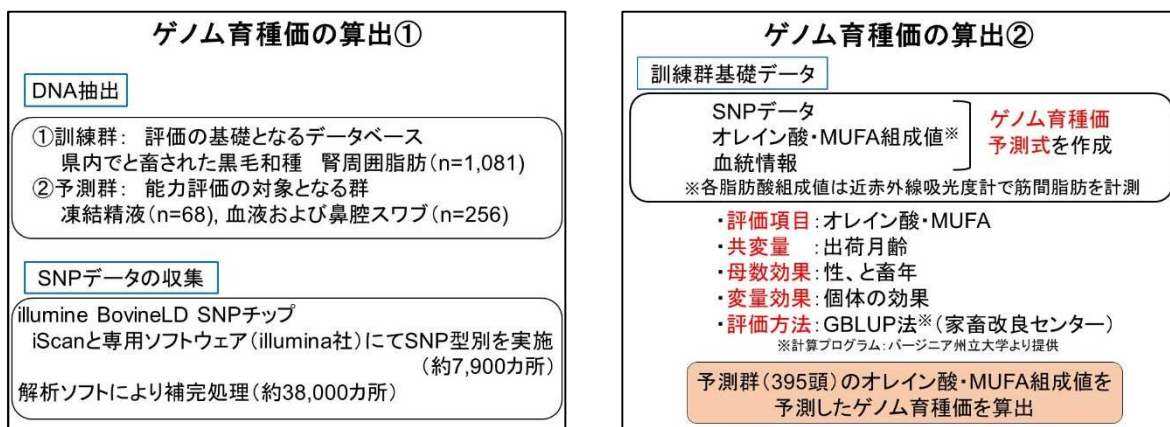 ゲノム育種価の算出①
DNA抽出
①訓練群: 評価の基礎となるデータベース
県内でと畜された黒毛和種 腎周囲脂肪(n=1,081)
②予測群: 能力評価の対象となる群
凍結精液(n=68), 血液および鼻腔スワブ(n=256)
SNPデータの収集
illumine BovineLD SNPチップ
iScanと専用ソフトウェア(illumina社)にてSNP型別を実施
(約7,900カ所)
解析ソフトにより補完処理(約38,000カ所)
ゲノム育種価の算出②
訓練群基礎データ
SNPデータ
オレイン酸・MUFA組成値※
血統情報
ゲノム育種価
予測式を作成
※各脂肪酸組成値は近赤外線吸光度計で筋間脂肪を計測
・評価項目:オレイン酸・MUFA
・共変量 :出荷月齢
・母数効果:性、と畜年
・変量効果:個体の効果
・評価方法:GBLUP法※(家畜改良センター)
※計算プログラム:バージニア州立大学より提供
予測群(395頭)のオレイン酸・MUFA組成値を
予測したゲノム育種価を算出